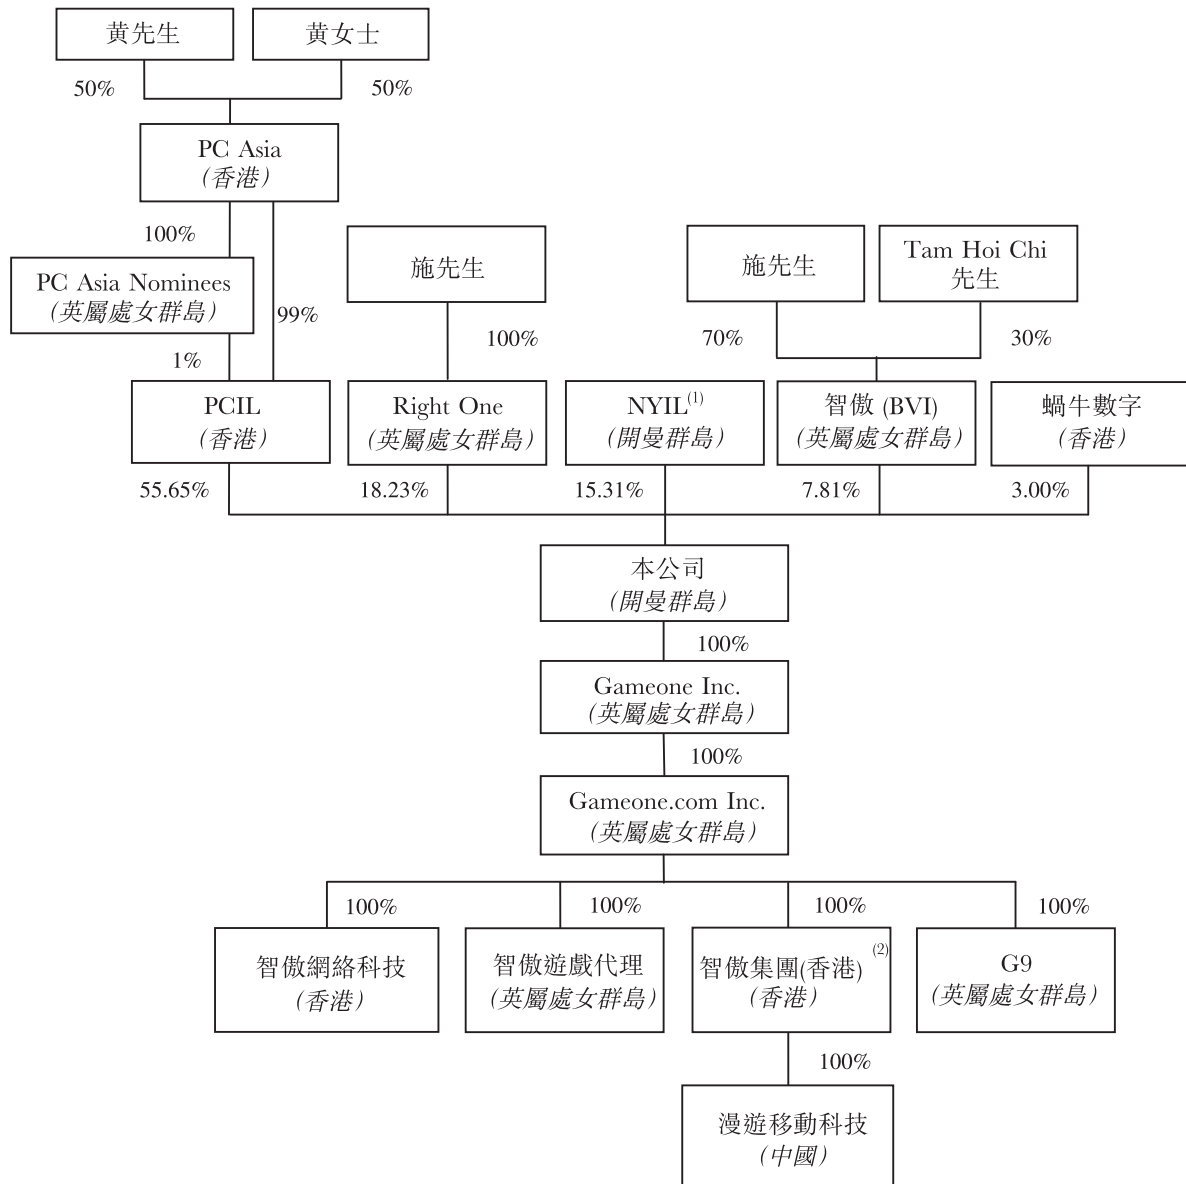 黃先生
黃女士
50%
50%
PC Asia
(香港)
100%
PC Asia Nominees
(英屬處女群島)
99%
1%
施先生
100%
施先生
Tam Hoi Chi
先生
70%
30%
PCIL
(香港)
Right One
(英屬處女群島)
NYIL(1)
(開曼群島)
智傲 (BVI)
(英屬處女群島)
蝸牛數字
(香港)
55.65%
18.23%
15.31%
7.81%
3.00%
本公司
(開曼群島)
100%
Gameone Inc.
(英屬處女群島)
100%
Gameone.com Inc.
(英屬處女群島)
100%
100%
100%
100%
智傲網絡科技
(香港)
智傲遊戲代理
(英屬處女群島)
智傲集團(香港)(2)
(香港)
G9
(英屬處女群島)
100%
漫遊移動科技
(中國)